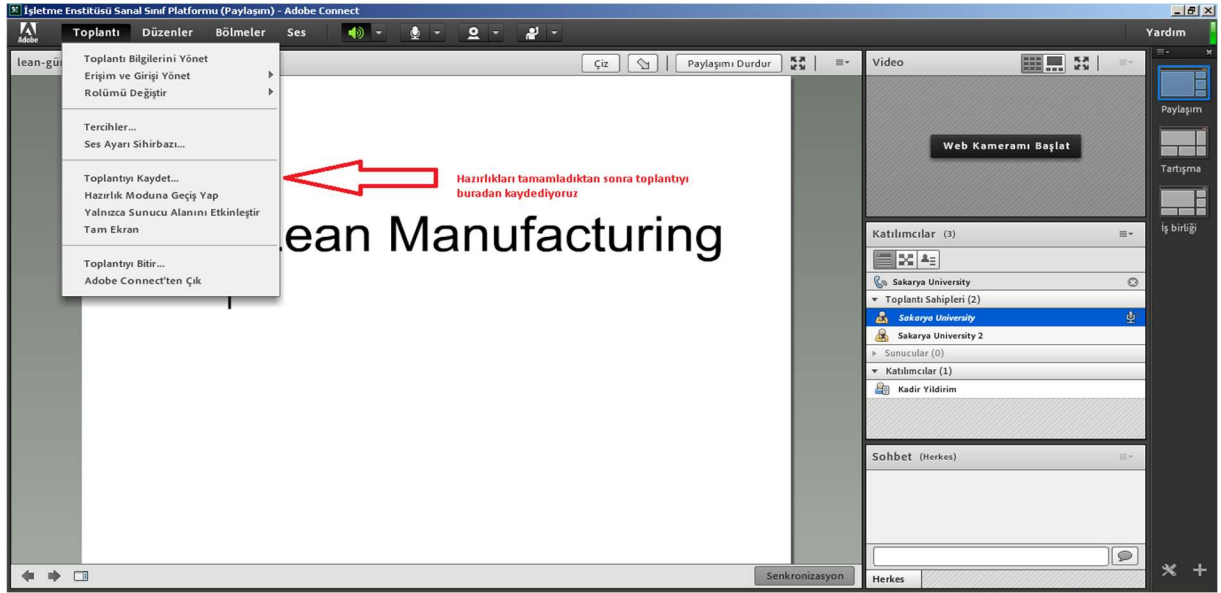 İşletme Enstitüsü Sanal Sınıf Platformu (Paylaşım) - Adobe Connect
Adobe
Toplantı Düzenler Bölmeler Ses Yardım
lean-gü
Çiz Paylaşımı Durdur
Toplantı Bilgilerini Yönet
Erişim ve Girişi Yönet
Rolümü Değiştir
Tercihler...
Ses Ayarı Sihirbazı...
Toplantıyı Kaydet...
Hazırlık Moduna Geçiş Yap
Yalnızca Sunucu Alanını Etkinleştir
Tam Ekran
Toplantıyı Bitir...
Adobe Connect'ten Çık
Hazırlıkları tamamladıktan sonra toplantıyı
buradan kaydediyoruz
ean Manufacturing
Senkronizasyon
Video
Web Kameramı Başlat
Katılımcılar (3)
Sakarya University
Toplantı Sahipleri (2)
Sakarya University
Sakarya University 2
Sunucular (0)
Katılımcılar (1)
Kadir Yildirim
Sohbet (Herkes)
Herkes
Paylaşım
Tartışma
İş birliği